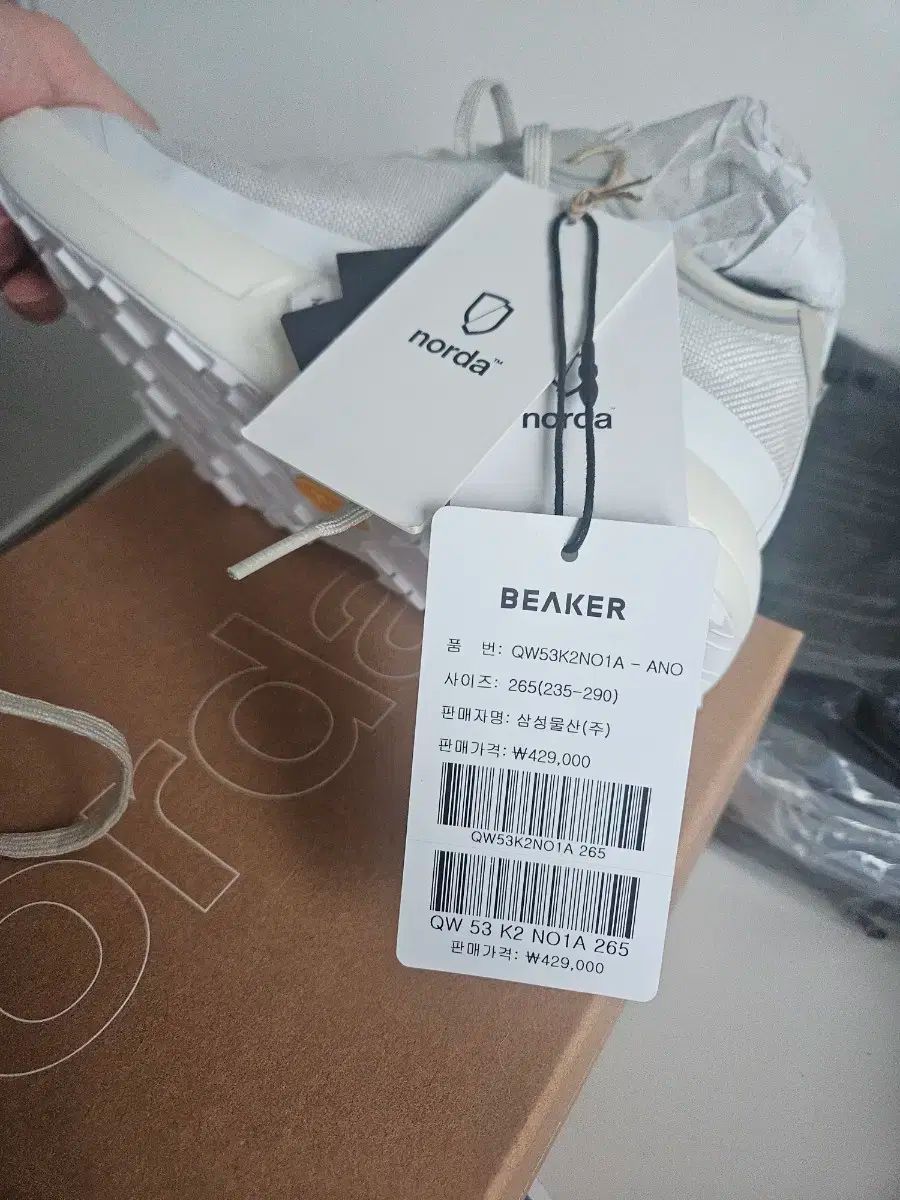 norda™
norda
BEAKER
품 번: QW53K2NO1A - ANO
사이즈: 265(235-290)
판매자명: 삼성물산(주)
판매가격: ₩429,000
QW53K2NO1A 265
QW 53 K2 NO1A 265
판매가격: ₩429,000
orda